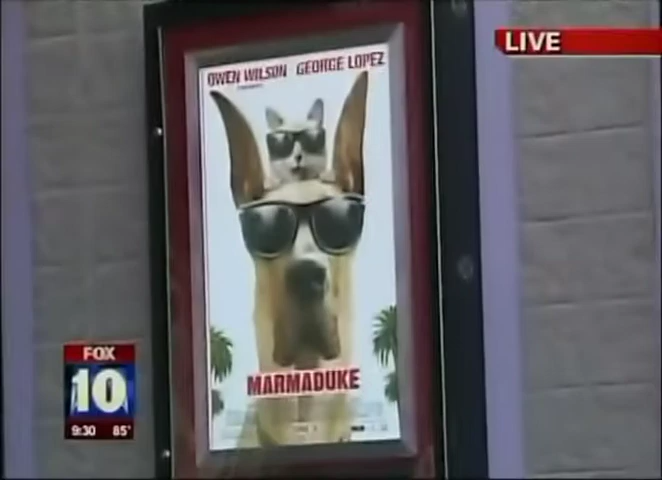 LIVE
OWEN WILSON GEORGE LOPEZ
MARMADUKE
FOX
10
9:30 85°